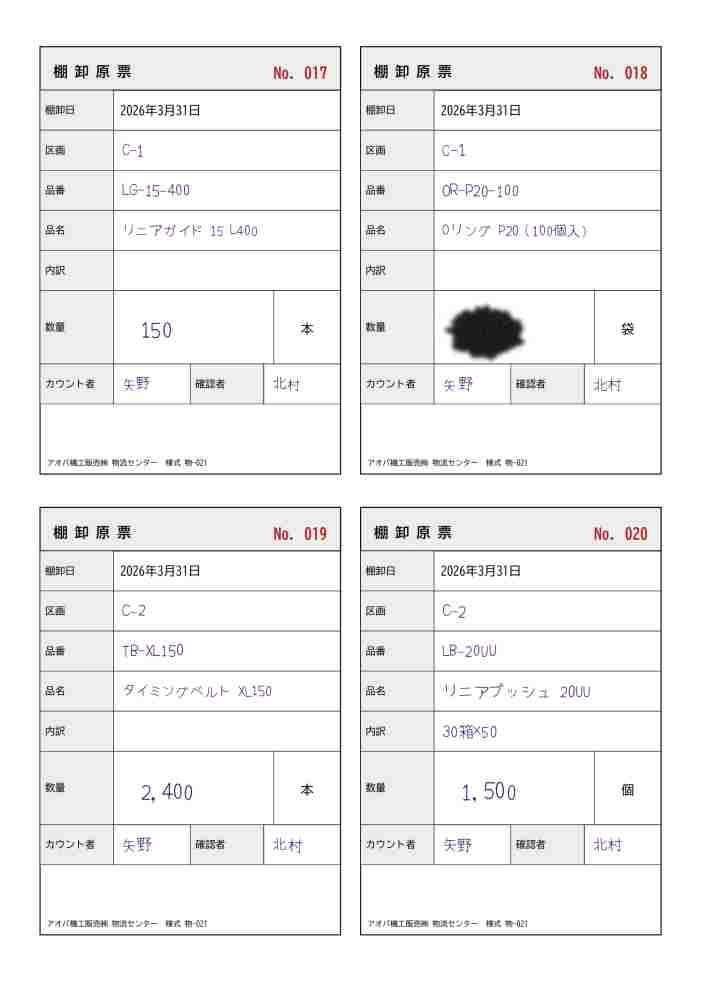 棚卸原票 No. 017
棚卸日 2026年3月31日
区画 C-1
品番 LG-15-400
品名 リニアガイド 15 L400
内訳
数量 150 本
カウント者 矢野 確認者 北村
アオバ機工販売㈱ 物流センター 様式 物-021
棚卸原票 No. 018
棚卸日 2026年3月31日
区画 C-1
品番 OR-P20-100
品名 Oリング P20（100個入）
内訳
数量 袋
カウント者 矢野 確認者 北村
アオバ機工販売㈱ 物流センター 様式 物-021
棚卸原票 No. 019
棚卸日 2026年3月31日
区画 C-2
品番 TB-XL150
品名 タイミングベルト XL150
内訳
数量 2,400 本
カウント者 矢野 確認者 北村
アオバ機工販売㈱ 物流センター 様式 物-021
棚卸原票 No. 020
棚卸日 2026年3月31日
区画 C-2
品番 LB-20UU
品名 リニアブッシュ 20UU
内訳 30箱×50
数量 1,500 個
カウント者 矢野 確認者 北村
アオバ機工販売㈱ 物流センター 様式 物-021